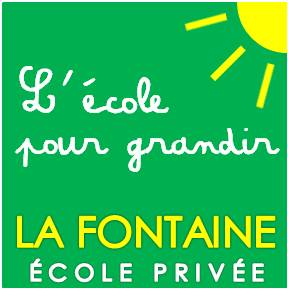 L'école
pour grandir
LA FONTAINE
ÉCOLE PRIVÉE